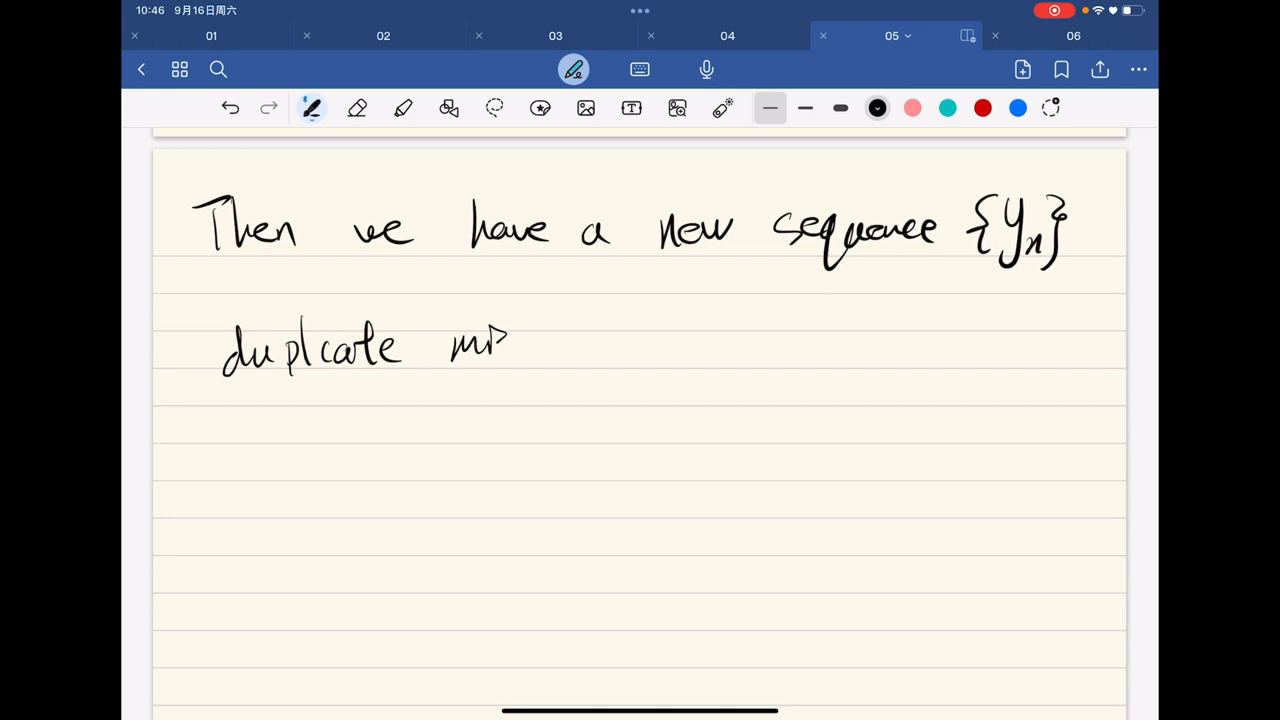 10:46 9月16日周六
01 02 03 04 05 06
Then we have a new sequence {yn}
duplcate